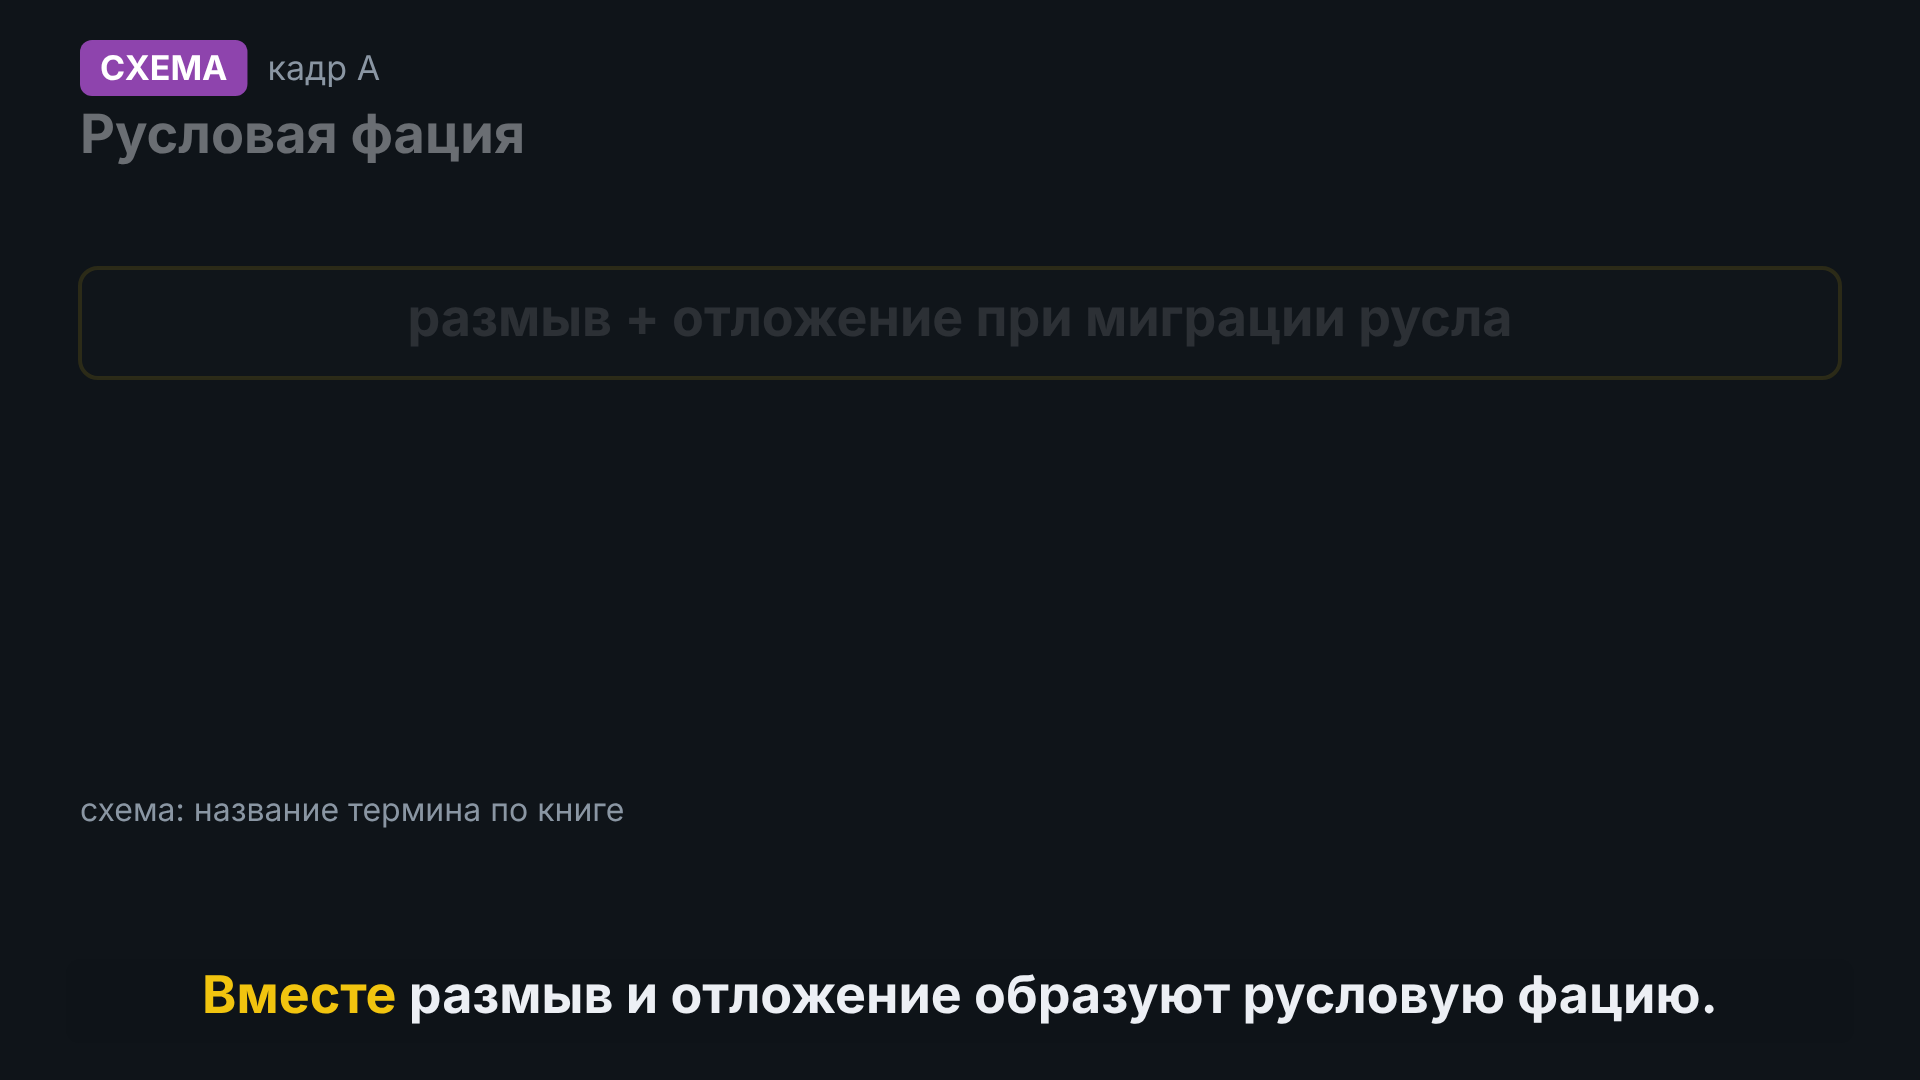 СХЕМА кадр А
Русловая фация
размыв + отложение при миграции русла
схема: название термина по книге
Вместе размыв и отложение образуют русловую фацию.